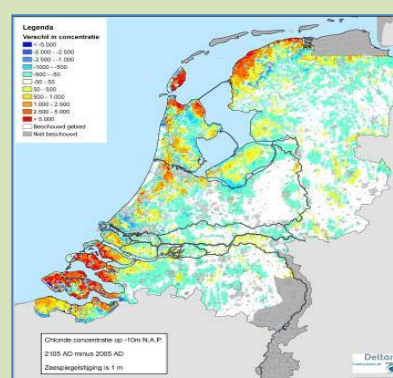 Legenda
Verschil in concentratie
< -5.000
-5.000 - -2.500
-2.500 - -1.000
-1000 - -500
-500 - -50
-50 - 50
50 - 500
500 - 1.000
1.000 - 2.500
2.500 - 5.000
> 5.000
Beschouwd gebied
Niet beschouwd
Chloride concentratie op -10m N.A.P.
2105 AD minus 2005 AD
Zeespiegelstijging is 1 m